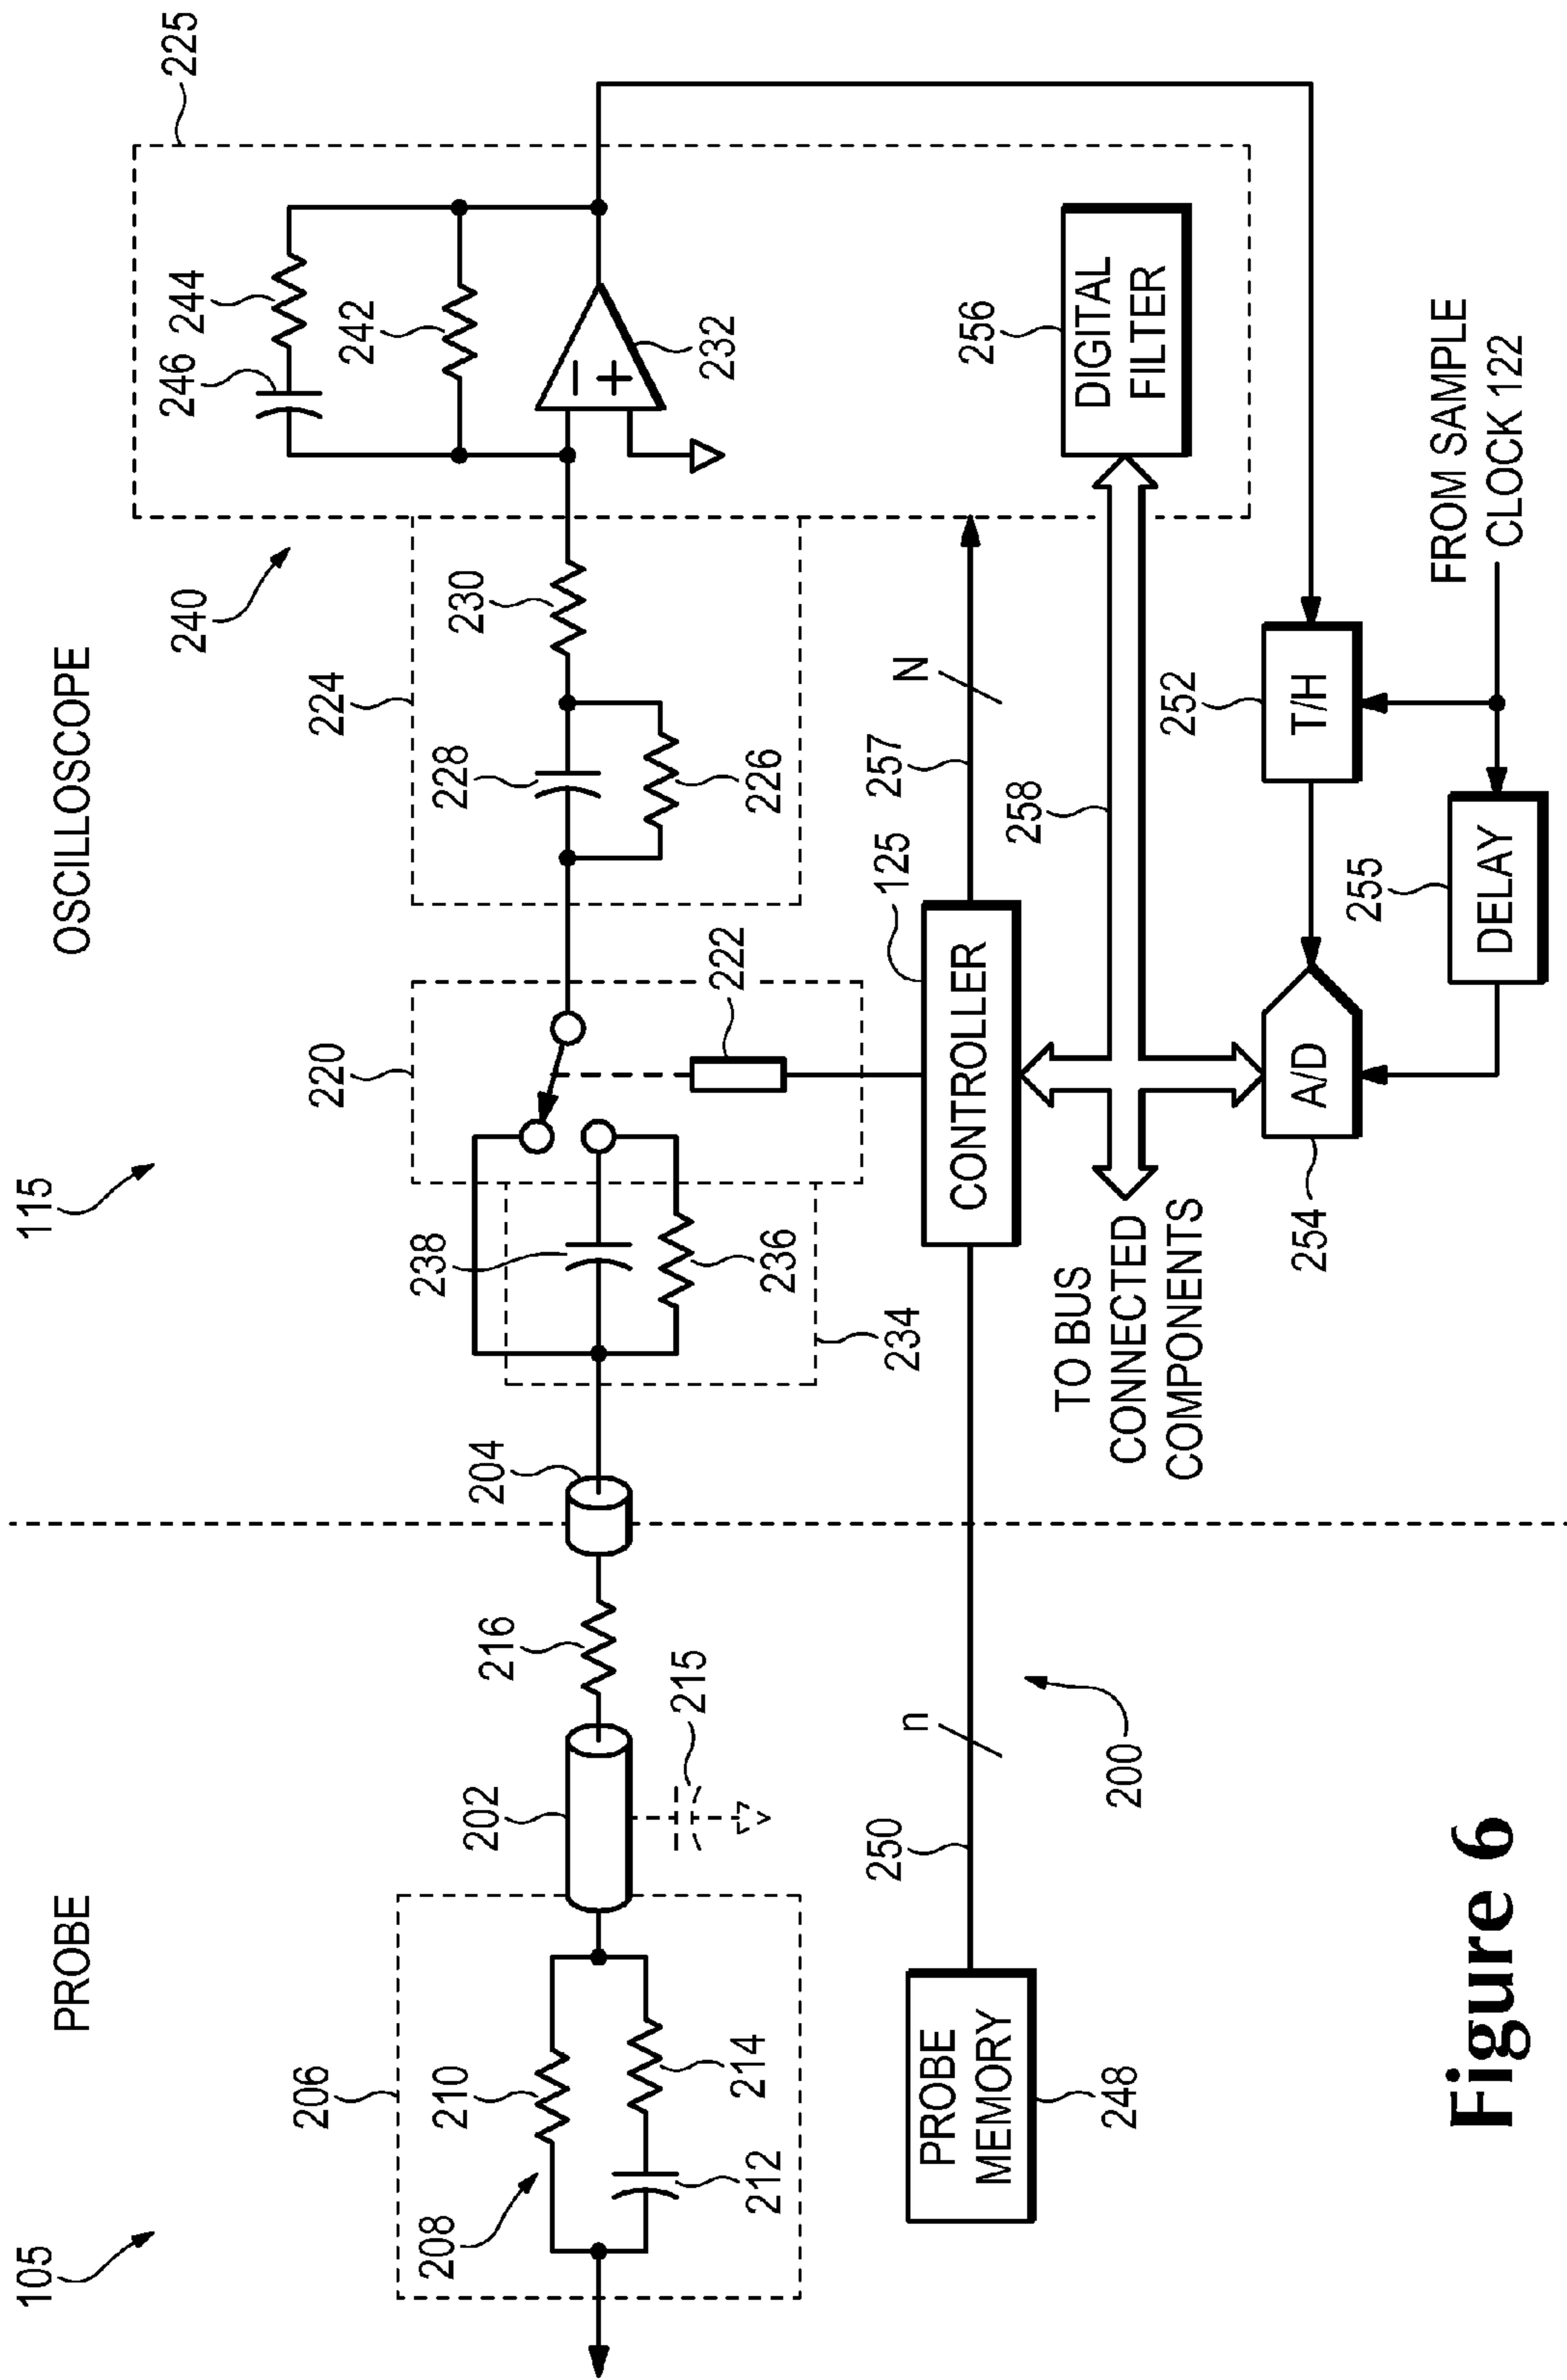 105
PROBE
115
OSCILLOSCOPE
206
208
210
212
214
202
215
216
204
220
222
238
236
234
224
228
226
230
240
225
246
244
242
232
PROBE
MEMORY
248
250
n
200
CONTROLLER
125
257
N
258
DIGITAL
FILTER
256
TO BUS
CONNECTED
COMPONENTS
A/D
254
T/H
252
DELAY
255
FROM SAMPLE
CLOCK 122
Figure 6